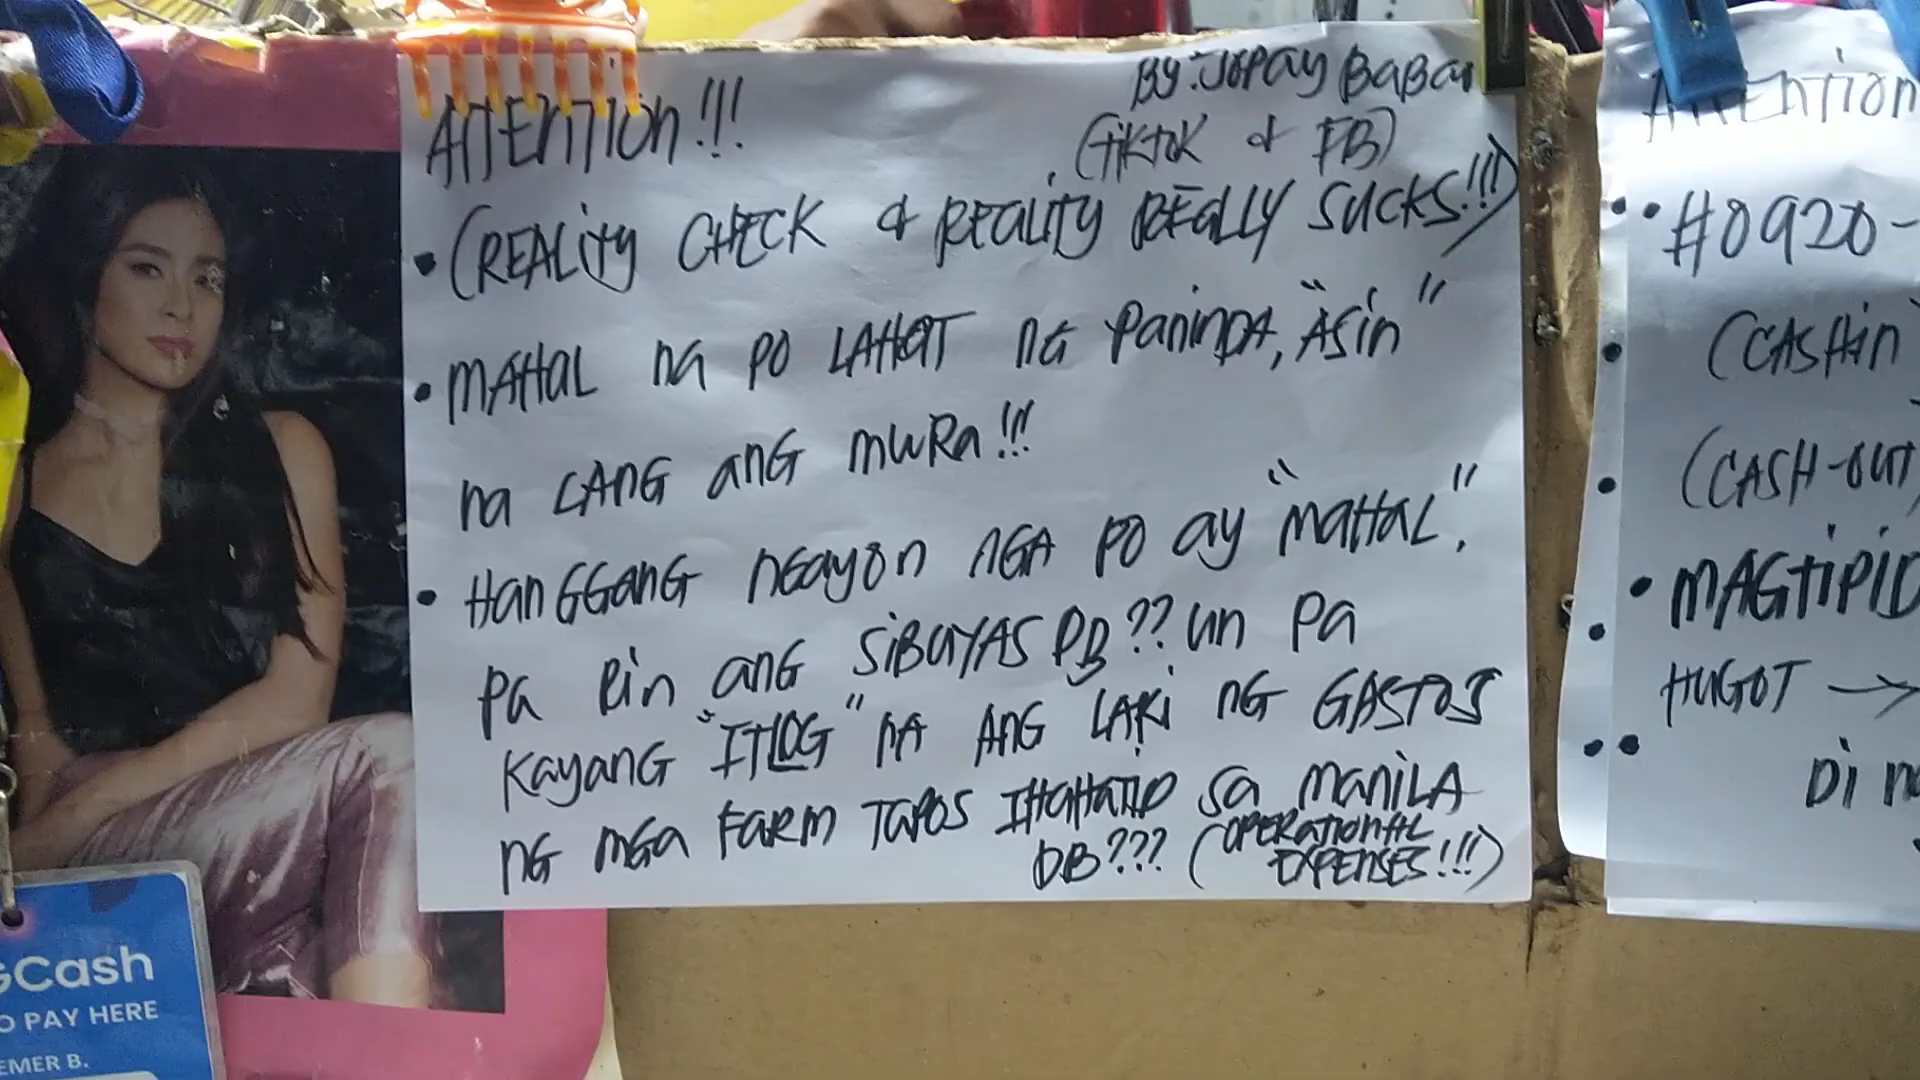 By: JOPAY BABA
(TIKTOK & FB)
ATTENTION!!!
• (REALITY CHECK & REALITY REALLY SUCKS!!!)
• MAHAL NA PO LAHAT NG PANINDA, "ASIN"
NA LANG ANG MURA!!!
• HANGGANG NGAYON NGA PO AY "MAHAL".
PA RIN ANG SIBUYAS DB?? UN PA
KAYANG "ITLOG" NA ANG LAKI NG GASTOS
NG MGA FARM TAPOS IHAHATID SA MANILA
DB??? (OPERATIONAL
EXPENSES!!!)
ATTENTION
• • #0920-
• (CASHIN
• (CASH-OUT
• MAGTIPID
• HUGOT →
• • DI
GCash
PAY HERE
EMER B.